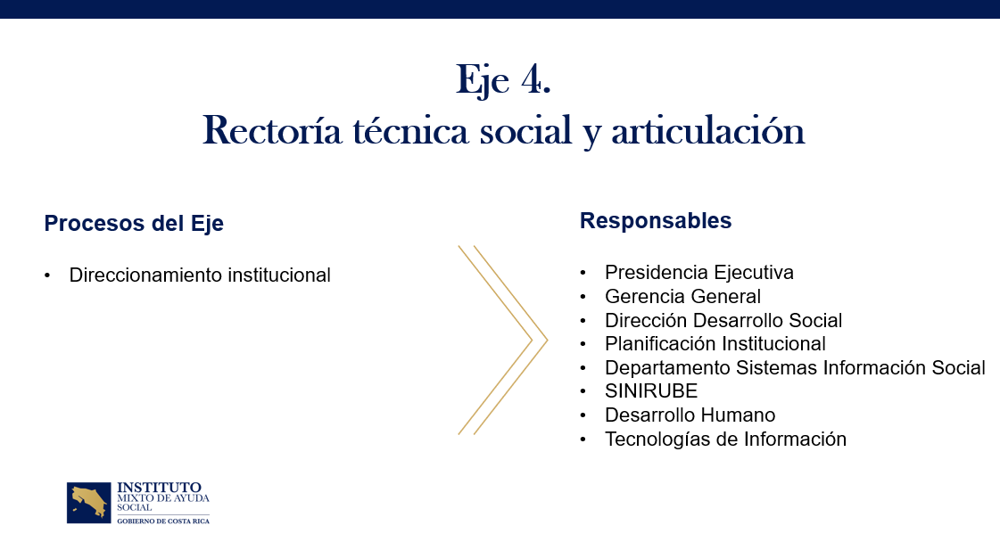 Eje 4.
Rectoría técnica social y articulación
Procesos del Eje
• Direccionamiento institucional
Responsables
• Presidencia Ejecutiva
• Gerencia General
• Dirección Desarrollo Social
• Planificación Institucional
• Departamento Sistemas Información Social
• SINIRUBE
• Desarrollo Humano
• Tecnologías de Información
INSTITUTO
MIXTO DE AYUDA
SOCIAL
GOBIERNO DE COSTA RICA